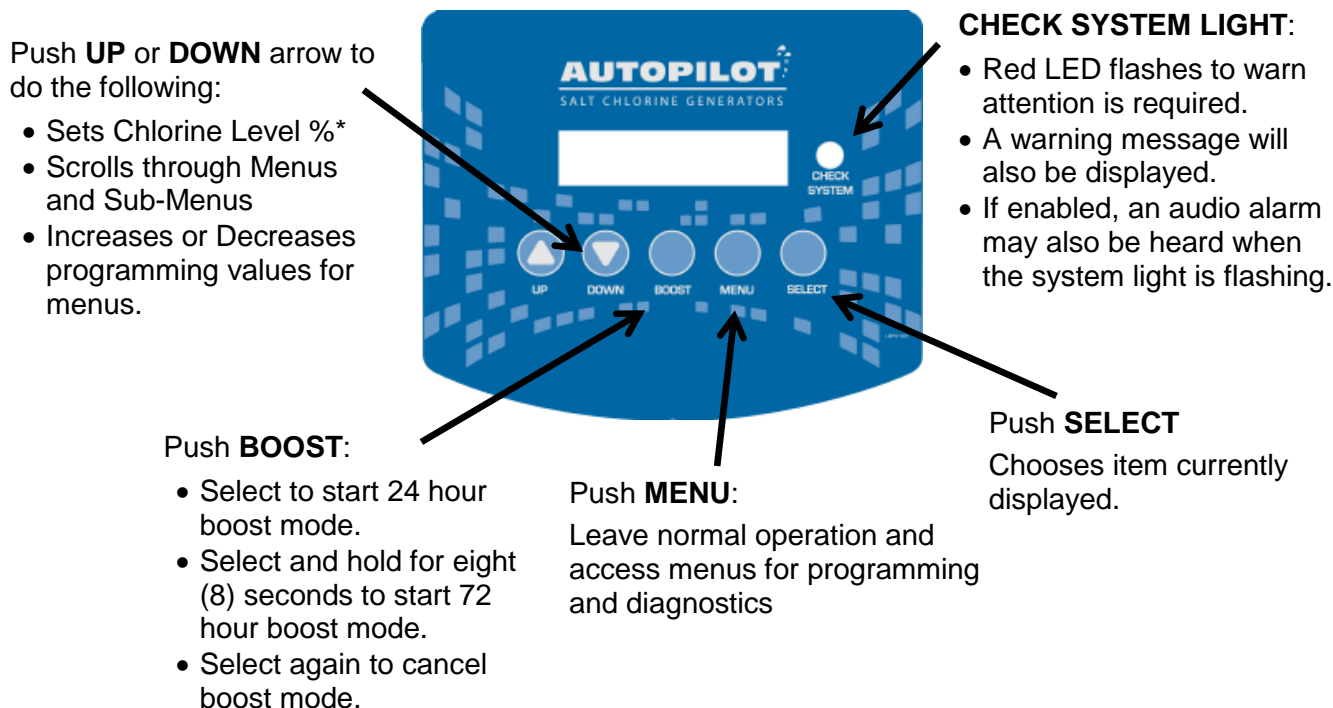 Push UP or DOWN arrow to
do the following:
• Sets Chlorine Level %*
• Scrolls through Menus
and Sub-Menus
• Increases or Decreases
programming values for
menus.
AUTOPILOT
SALT CHLORINE GENERATORS
CHECK
SYSTEM
UP
DOWN
BOOST
MENU
SELECT
CHECK SYSTEM LIGHT:
• Red LED flashes to warn
attention is required.
• A warning message will
also be displayed.
• If enabled, an audio alarm
may also be heard when
the system light is flashing.
Push BOOST:
• Select to start 24 hour
boost mode.
• Select and hold for eight
(8) seconds to start 72
hour boost mode.
• Select again to cancel
boost mode.
Push MENU:
Leave normal operation and
access menus for programming
and diagnostics
Push SELECT
Chooses item currently
displayed.